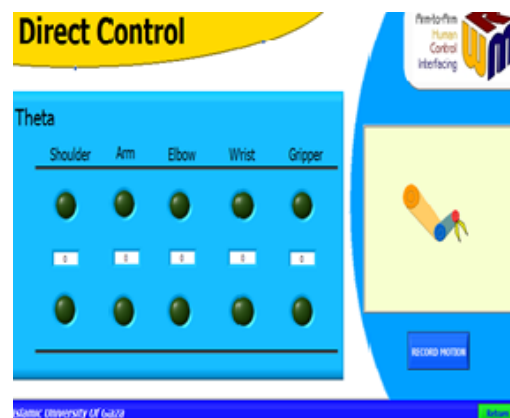 Direct Control
Arm-to-Arm
Human
Control
Interfacing
Theta
Shoulder Arm Elbow Wrist Gripper
0 0 0 0 0
RECORD MOTION
Islamic University Of Gaza
Return